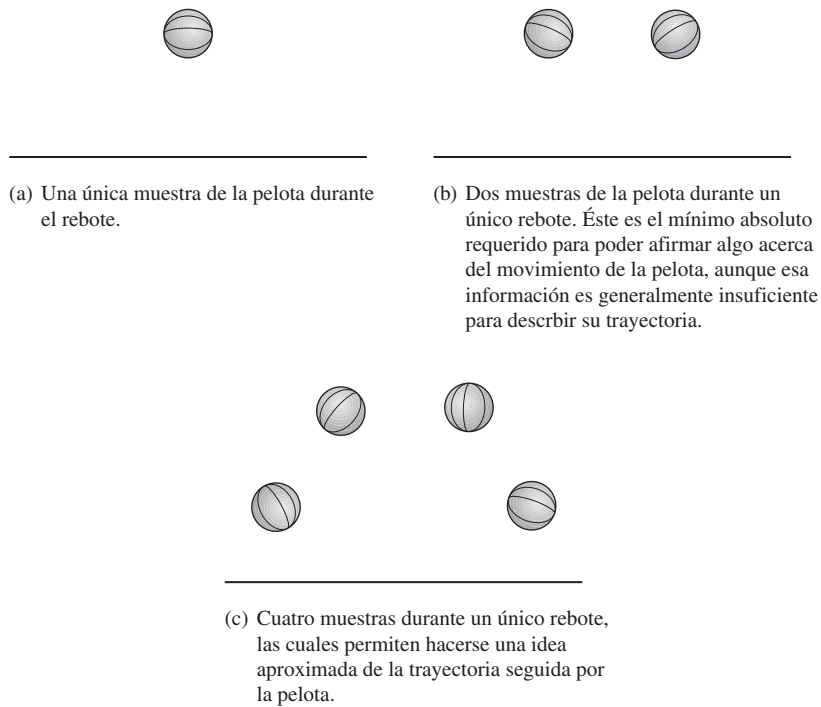 (a) Una única muestra de la pelota durante
el rebote.
(b) Dos muestras de la pelota durante un
único rebote. Éste es el mínimo absoluto
requerido para poder afirmar algo acerca
del movimiento de la pelota, aunque esa
información es generalmente insuficiente
para descrbir su trayectoria.
(c) Cuatro muestras durante un único rebote,
las cuales permiten hacerse una idea
aproximada de la trayectoria seguida por
la pelota.